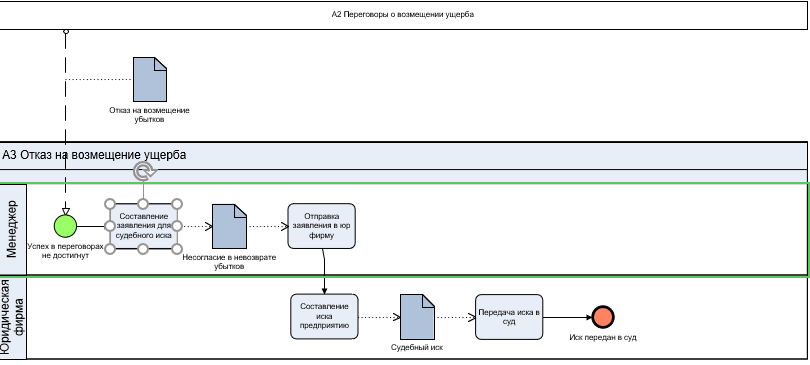 А2 Переговоры о возмещении ущерба
Отказ на возмещение
убытков
А3 Отказ на возмещение ущерба
Менеджер
Успех в переговорах
не достигнут
Составление
заявления для
судебного иска
Несогласие в невозврате
убытков
Отправка
заявления в юр
фирму
Юридическая
фирма
Составление
иска
предприятию
Судебный иск
Передача иска в
суд
Иск передан в суд